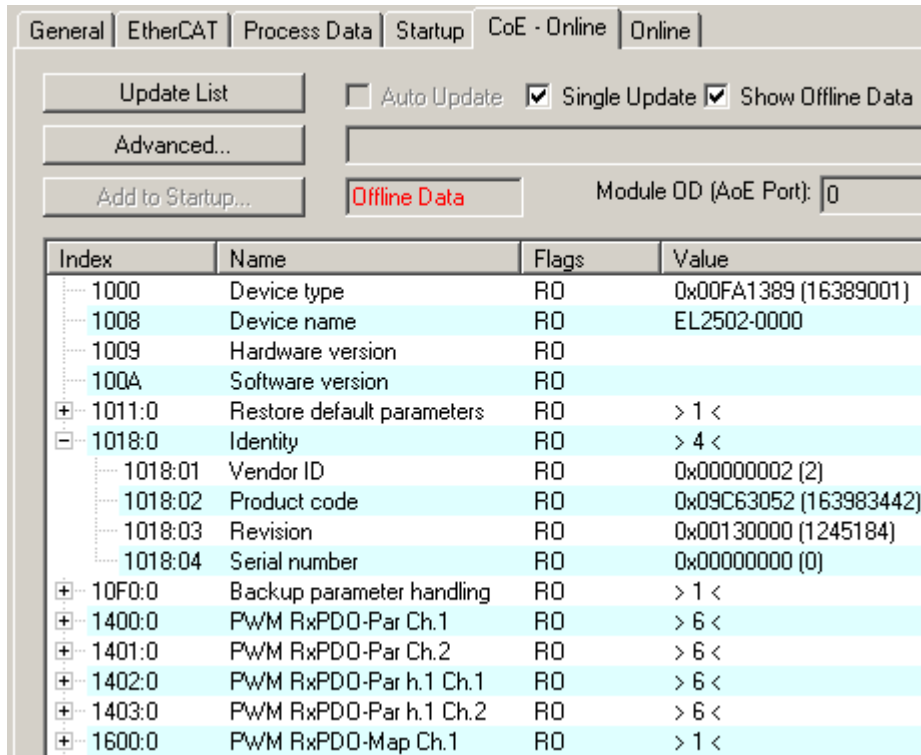 General EtherCAT Process Data Startup CoE - Online Online
Update List Auto Update Single Update Show Offline Data
Advanced...
Add to Startup... Offline Data Module OD (AoE Port): 0
Index Name Flags Value
1000 Device type RO 0x00FA1389 (16389001)
1008 Device name RO EL2502-0000
1009 Hardware version RO
100A Software version RO
1011:0 Restore default parameters RO > 1 <
1018:0 Identity RO > 4 <
1018:01 Vendor ID RO 0x00000002 (2)
1018:02 Product code RO 0x09C63052 (163983442)
1018:03 Revision RO 0x00130000 (1245184)
1018:04 Serial number RO 0x00000000 (0)
10F0:0 Backup parameter handling RO > 1 <
1400:0 PWM RxPDO-Par Ch.1 RO > 6 <
1401:0 PWM RxPDO-Par Ch.2 RO > 6 <
1402:0 PWM RxPDO-Par h.1 Ch.1 RO > 6 <
1403:0 PWM RxPDO-Par h.1 Ch.2 RO > 6 <
1600:0 PWM RxPDO-Map Ch.1 RO > 1 <